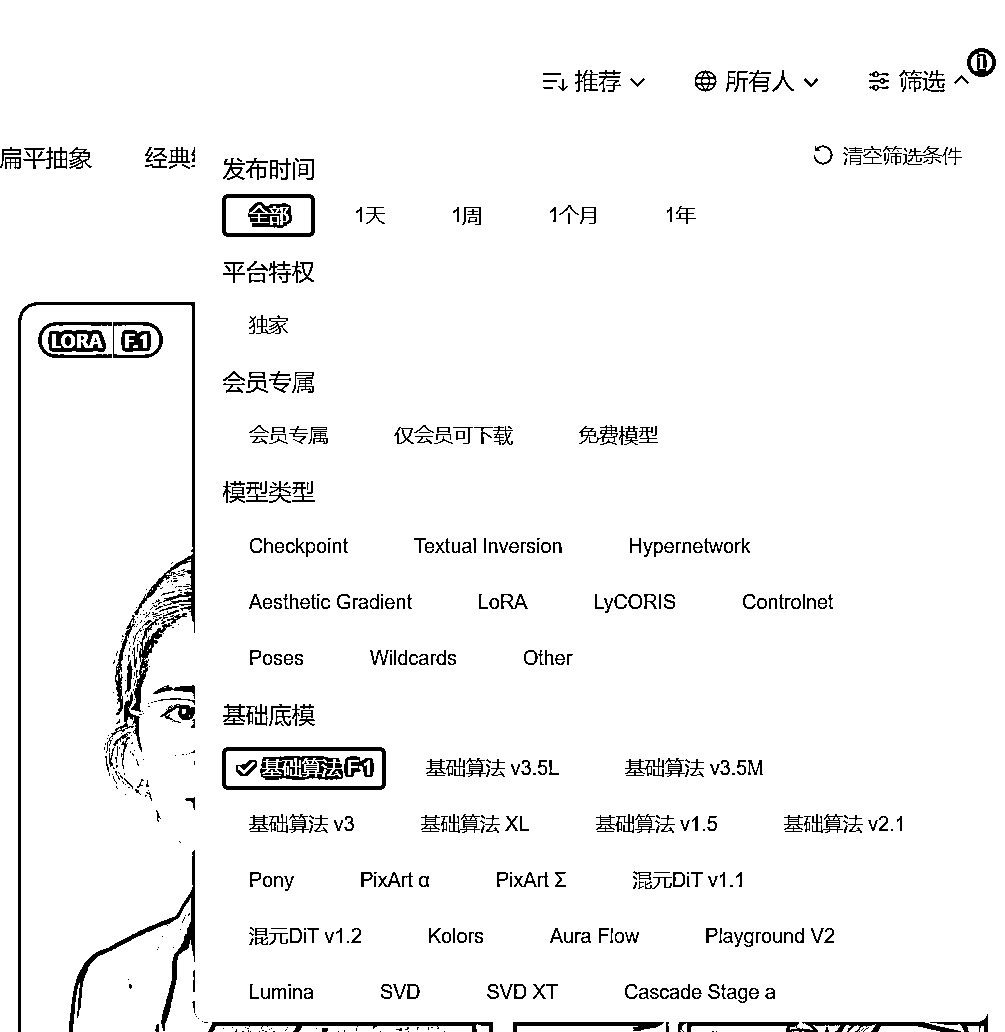 推荐 所有人 筛选 1
扁平抽象 经典 清空筛选条件
发布时间
全部 1天 1周 1个月 1年
平台特权
独家
LORA F.1
会员专属
会员专属 仅会员可下载 免费模型
模型类型
Checkpoint Textual Inversion Hypernetwork
Aesthetic Gradient LoRA LyCORIS Controlnet
Poses Wildcards Other
基础底模
基础算法 F1 基础算法 v3.5L 基础算法 v3.5M
基础算法 v3 基础算法 XL 基础算法 v1.5 基础算法 v2.1
Pony PixArt α PixArt Σ 混元DiT v1.1
混元DiT v1.2 Kolors Aura Flow Playground V2
Lumina SVD SVD XT Cascade Stage a